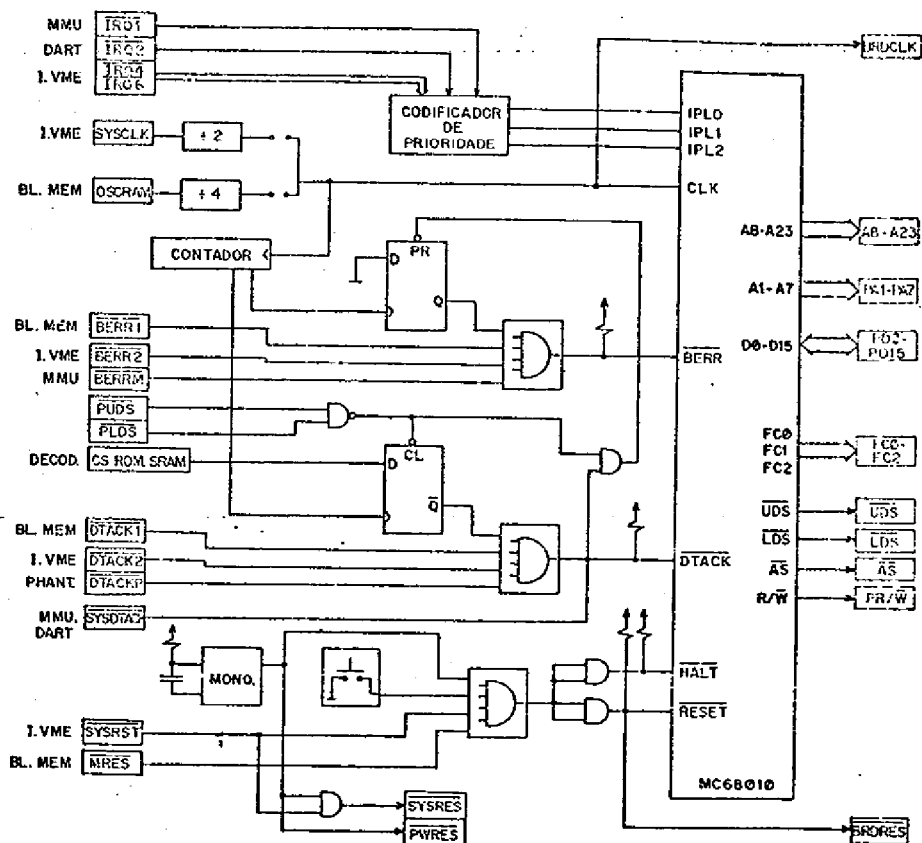 MMU IRQ1
DART IRQ2
I.VME IRQ4
IRQ6
CODIFICADOR
DE
PRIORIDADE
IPL0
IPL1
IPL2
I.VME SYSCLK ÷2
BL. MEM OSCRAM ÷4
CLK
CONTADOR
D PR
Q
A8-A23 A8-A23
A1-A7
D0-D15
BL. MEM BERR1
I.VME BERR2
MMU BERRM
BERR
PUDS
PLDS
DECOD. CS ROM, SRAM
D CL
Q
FC0 FC0-
FC1 FC2
FC2
UDS UDS
LDS LDS
AS AS
R/W PR/W
BL. MEM DTACK1
I.VME DTACK2
PHANT. DTACKP
DTACK
MMU.
DART
MONO.
HALT
RESET
I.VME SYSRST
BL. MEM MRES
MC68010
SYSRES
PWRES
BRDRES